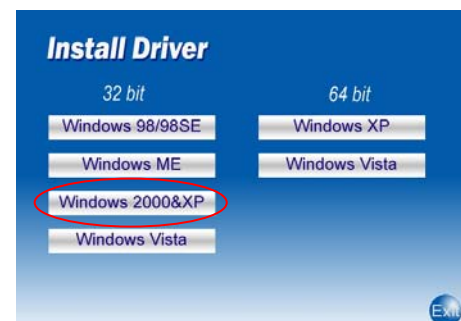 Install Driver
32 bit
Windows 98/98SE
Windows ME
Windows 2000&XP
Windows Vista
64 bit
Windows XP
Windows Vista
Exit